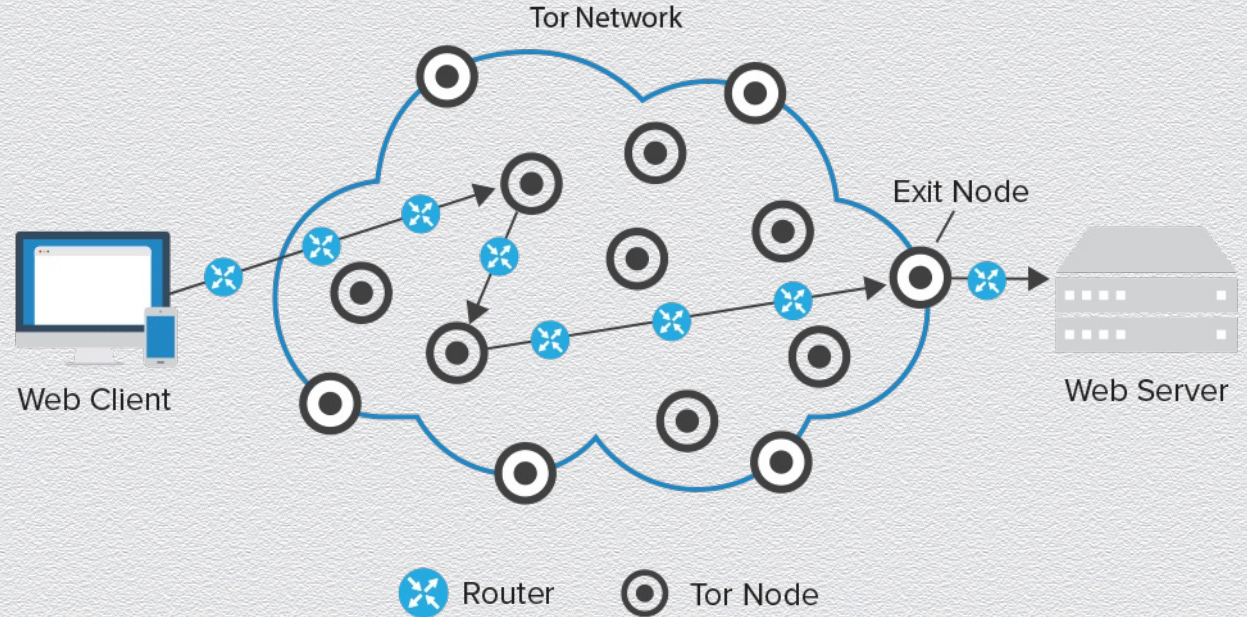 Tor Network
Exit Node
Web Client
Web Server
Router
Tor Node